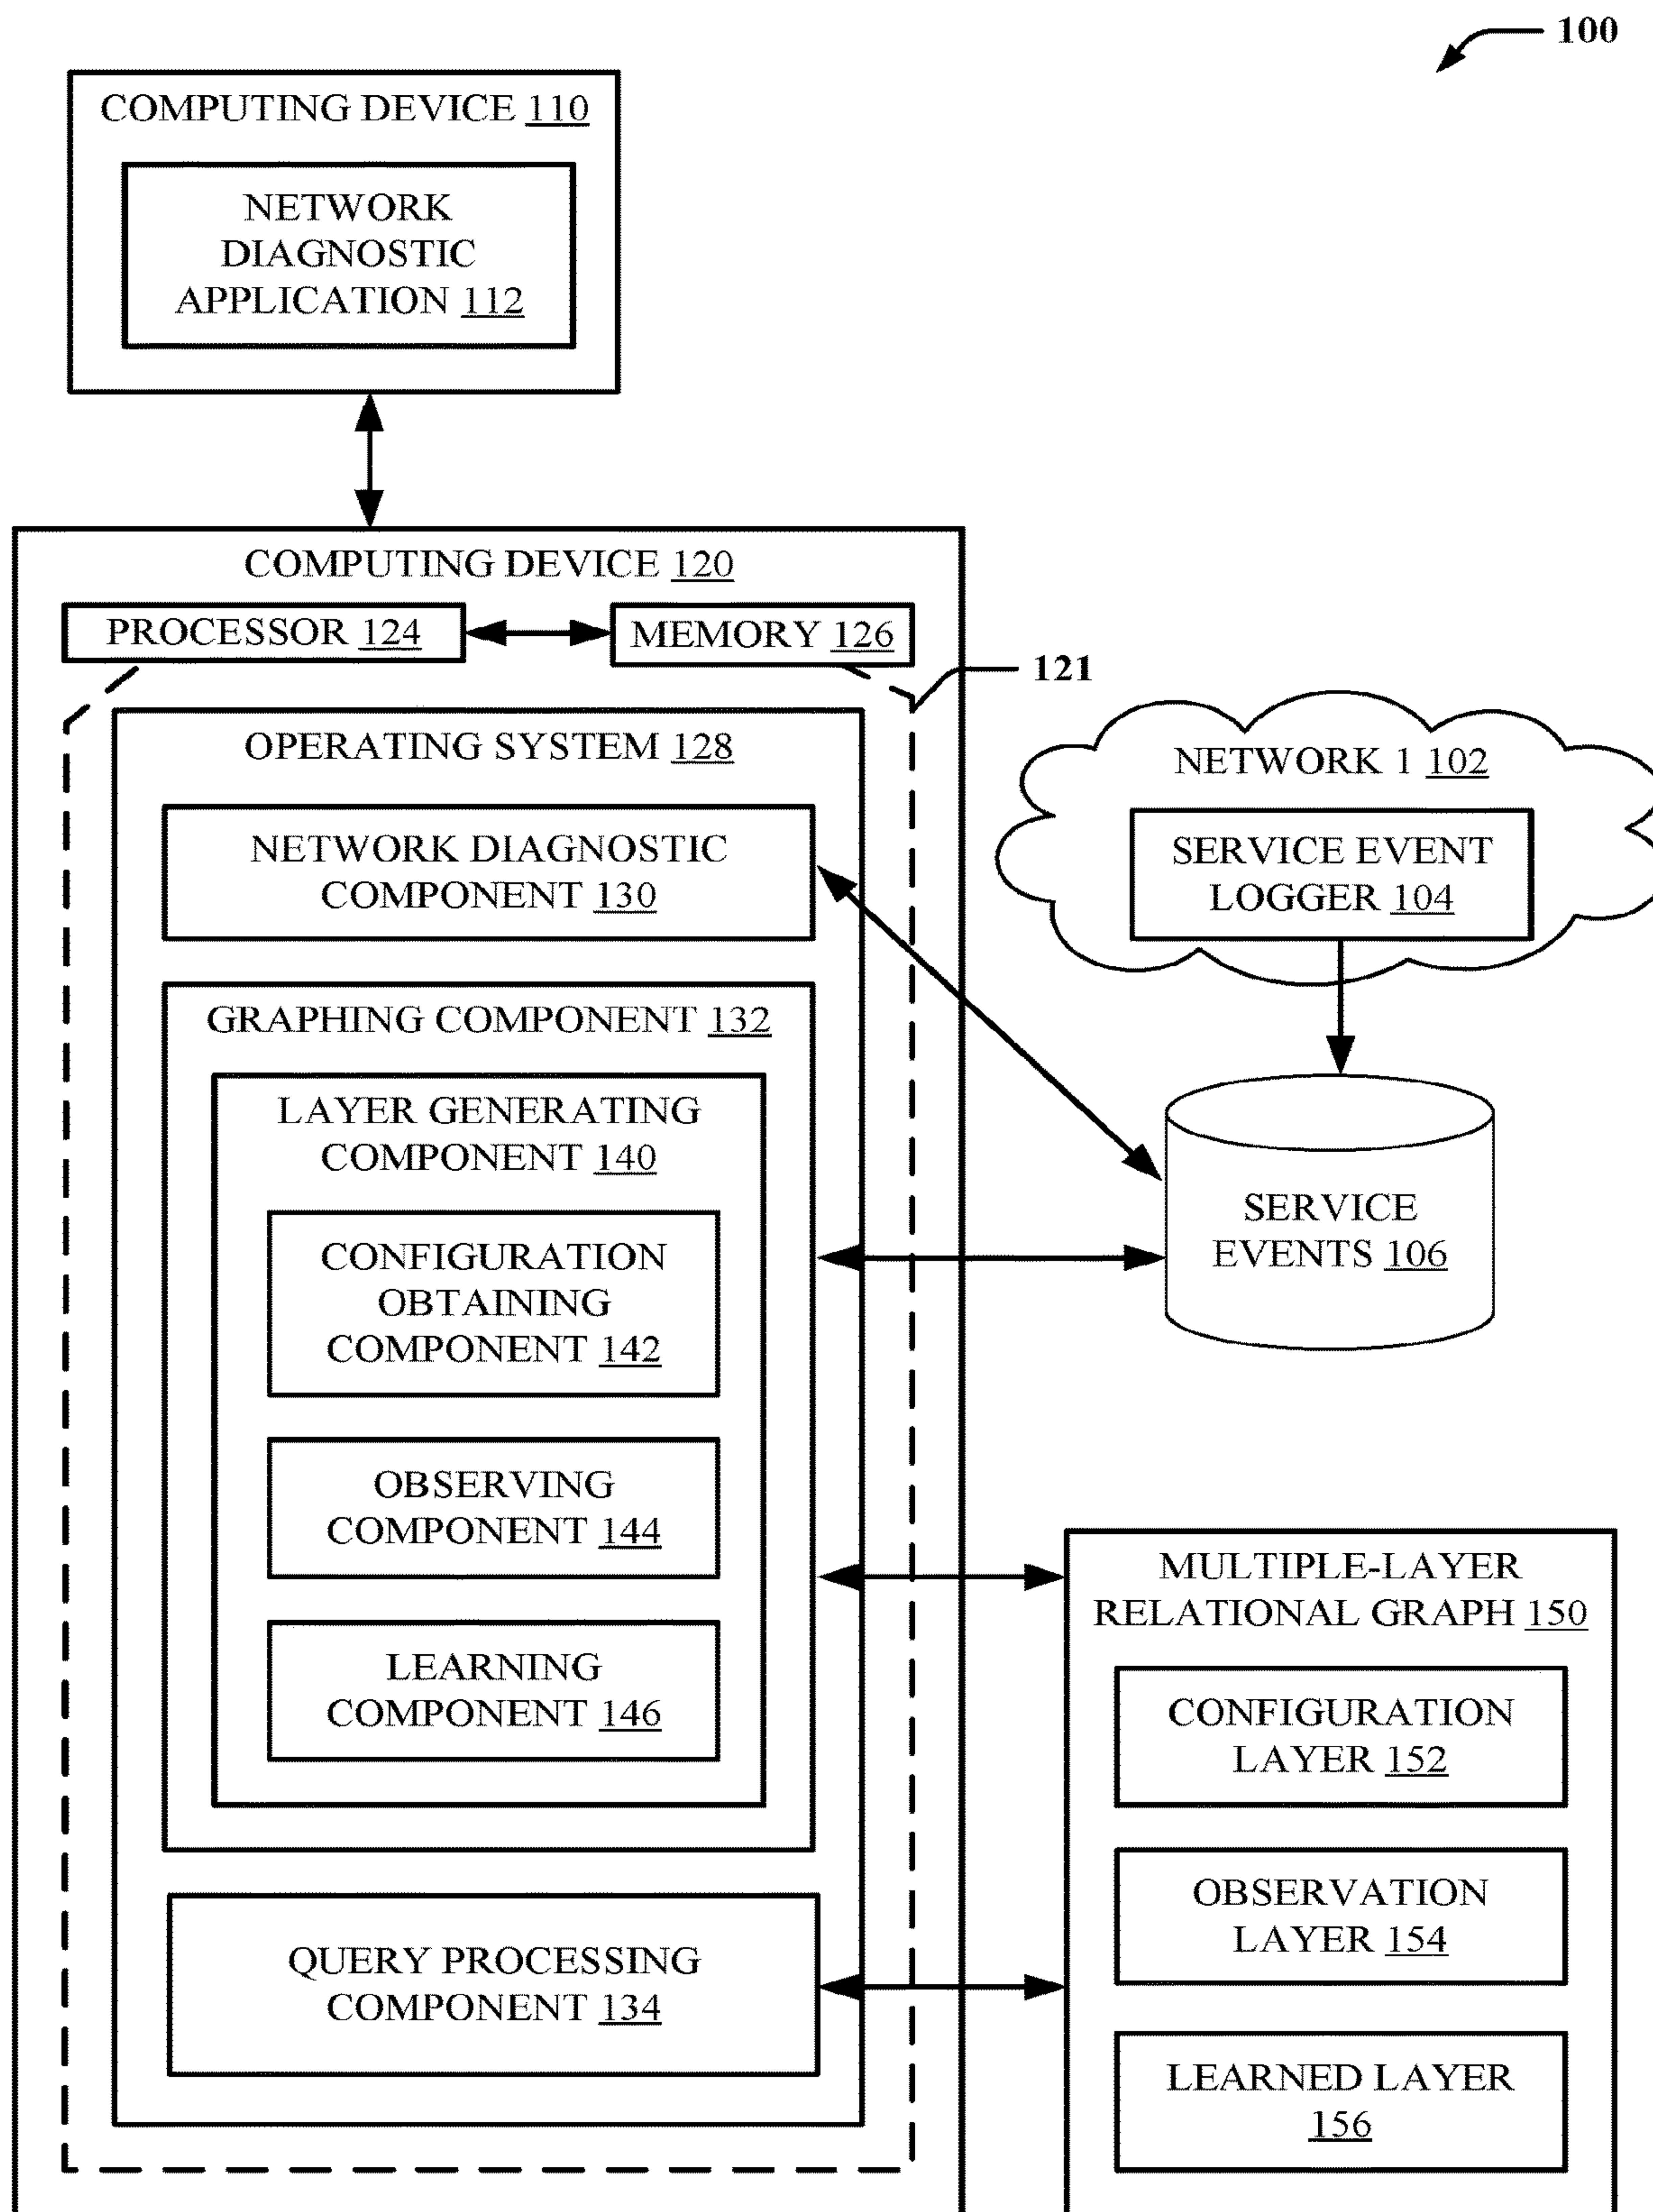 100
COMPUTING DEVICE 110
NETWORK
DIAGNOSTIC
APPLICATION 112
COMPUTING DEVICE 120
PROCESSOR 124
MEMORY 126
121
OPERATING SYSTEM 128
NETWORK DIAGNOSTIC
COMPONENT 130
NETWORK 1 102
SERVICE EVENT
LOGGER 104
GRAPHING COMPONENT 132
LAYER GENERATING
COMPONENT 140
CONFIGURATION
OBTAINING
COMPONENT 142
SERVICE
EVENTS 106
OBSERVING
COMPONENT 144
LEARNING
COMPONENT 146
QUERY PROCESSING
COMPONENT 134
MULTIPLE-LAYER
RELATIONAL GRAPH 150
CONFIGURATION
LAYER 152
OBSERVATION
LAYER 154
LEARNED LAYER
156